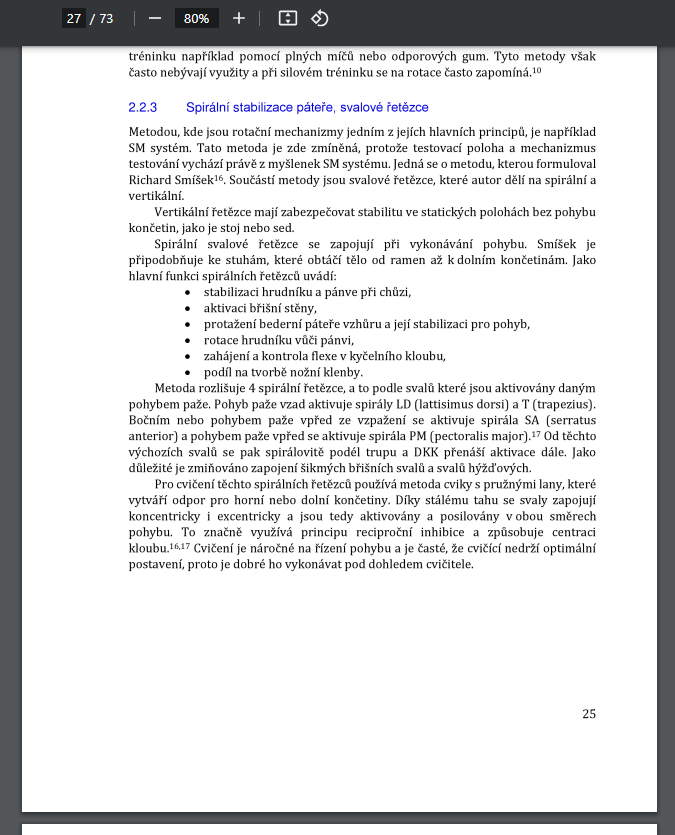 27 / 73 80%
tréninku například pomocí plných míčů nebo odporových gum. Tyto metody však
často nebývají využity a při silovém tréninku se na rotace často zapomíná.10
2.2.3 Spirální stabilizace páteře, svalové řetězce
Metodou, kde jsou rotační mechanizmy jedním z jejích hlavních principů, je například
SM systém. Tato metoda je zde zmíněná, protože testovací poloha a mechanizmus
testování vychází právě z myšlenek SM systému. Jedná se o metodu, kterou formuloval
Richard Smíšek16. Součástí metody jsou svalové řetězce, které autor dělí na spirální a
vertikální.
Vertikální řetězce mají zabezpečovat stabilitu ve statických polohách bez pohybu
končetin, jako je stoj nebo sed.
Spirální svalové řetězce se zapojují při vykonávání pohybu. Smíšek je
připodobňuje ke stuhám, které obtáčí tělo od ramen až k dolním končetinám. Jako
hlavní funkci spirálních řetězců uvádí:
• stabilizaci hrudníku a pánve při chůzi,
• aktivaci břišní stěny,
• protažení bederní páteře vzhůru a její stabilizaci pro pohyb,
• rotace hrudníku vůči pánvi,
• zahájení a kontrola flexe v kyčelního kloubu,
• podíl na tvorbě nožní klenby.
Metoda rozlišuje 4 spirální řetězce, a to podle svalů které jsou aktivovány daným
pohybem paže. Pohyb paže vzad aktivuje spirály LD (lattisimus dorsi) a T (trapezius).
Bočním nebo pohybem paže vpřed ze vzpažení se aktivuje spirála SA (serratus
anterior) a pohybem paže vpřed se aktivuje spirála PM (pectoralis major).17 Od těchto
výchozích svalů se pak spirálovitě podél trupu a DKK přenáší aktivace dále. Jako
důležité je zmiňováno zapojení šikmých břišních svalů a svalů hýžďových.
Pro cvičení těchto spirálních řetězců používá metoda cviky s pružnými lany, které
vytváří odpor pro horní nebo dolní končetiny. Díky stálému tahu se svaly zapojují
koncentricky i excentricky a jsou tedy aktivovány a posilovány v obou směrech
pohybu. To značně využívá principu reciproční inhibice a způsobuje centraci
kloubu.16,17 Cvičení je náročné na řízení pohybu a je časté, že cvičící nedrží optimální
postavení, proto je dobré ho vykonávat pod dohledem cvičitele.
25